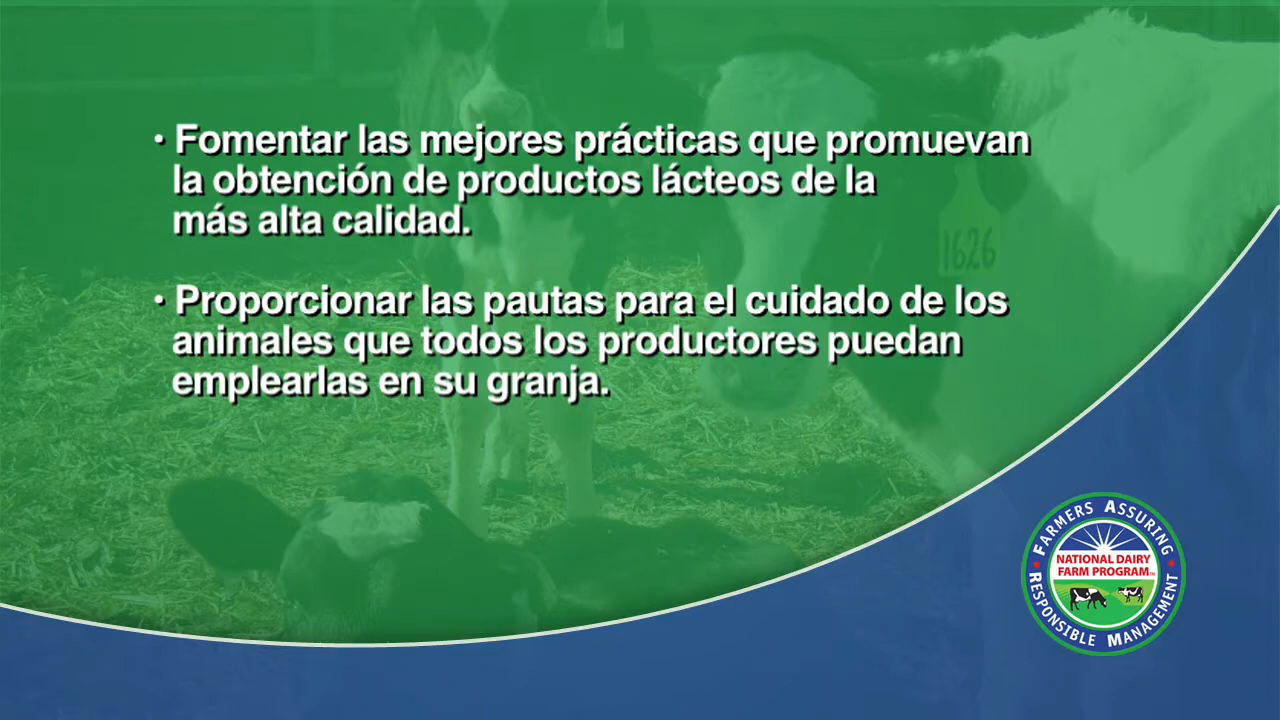 · Fomentar las mejores prácticas que promuevan
la obtención de productos lácteos de la
más alta calidad.
· Proporcionar las pautas para el cuidado de los
animales que todos los productores puedan
emplearlas en su granja.
1626
FARMERS ASSURING
NATIONAL DAIRY
FARM PROGRAM™
RESPONSIBLE MANAGEMENT